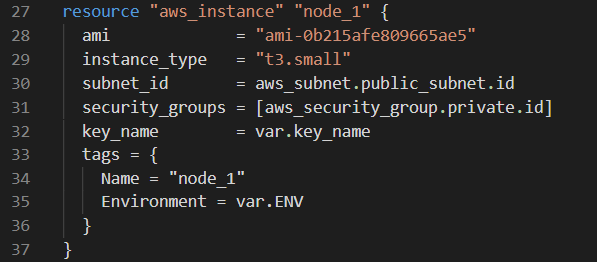 27 resource "aws_instance" "node_1" {
28   ami             = "ami-0b215afe809665ae5"
29   instance_type   = "t3.small"
30   subnet_id       = aws_subnet.public_subnet.id
31   security_groups = [aws_security_group.private.id]
32   key_name        = var.key_name
33   tags = {
34     Name = "node_1"
35     Environment = var.ENV
36   }
37 }